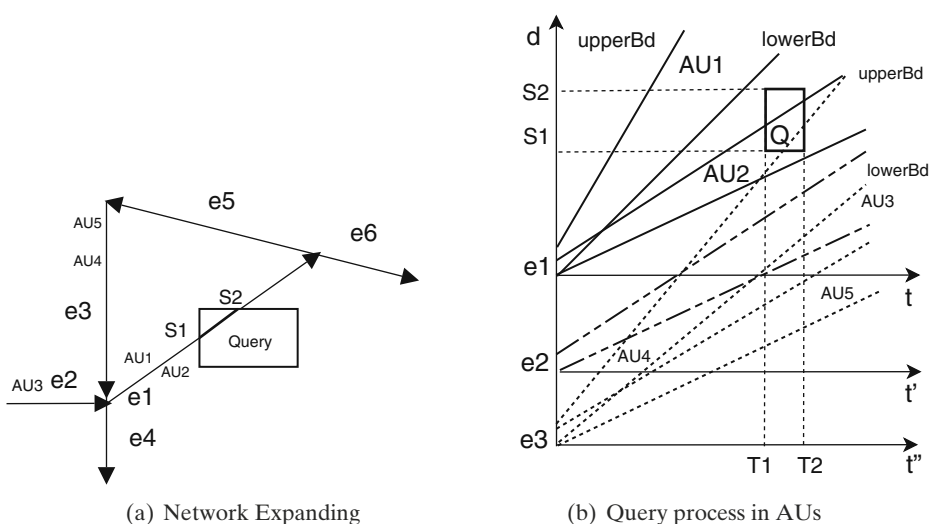 AU5
AU4
e5
e6
e3
S2
S1
Query
AU1
AU2
AU3
e2
e1
e4
(a) Network Expanding
d
upperBd
AU1
lowerBd
upperBd
S2
S1
Q
AU2
lowerBd
AU3
e1
t
AU5
e2
AU4
t'
e3
T1
T2
t"
(b) Query process in AUs